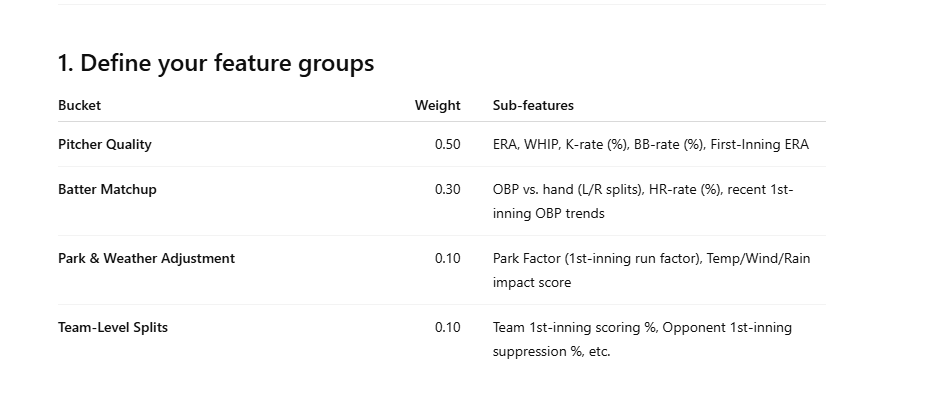 1. Define your feature groups
Bucket Weight Sub-features
Pitcher Quality 0.50 ERA, WHIP, K-rate (%), BB-rate (%), First-Inning ERA
Batter Matchup 0.30 OBP vs. hand (L/R splits), HR-rate (%), recent 1st-
inning OBP trends
Park & Weather Adjustment 0.10 Park Factor (1st-inning run factor), Temp/Wind/Rain
impact score
Team-Level Splits 0.10 Team 1st-inning scoring %, Opponent 1st-inning
suppression %, etc.